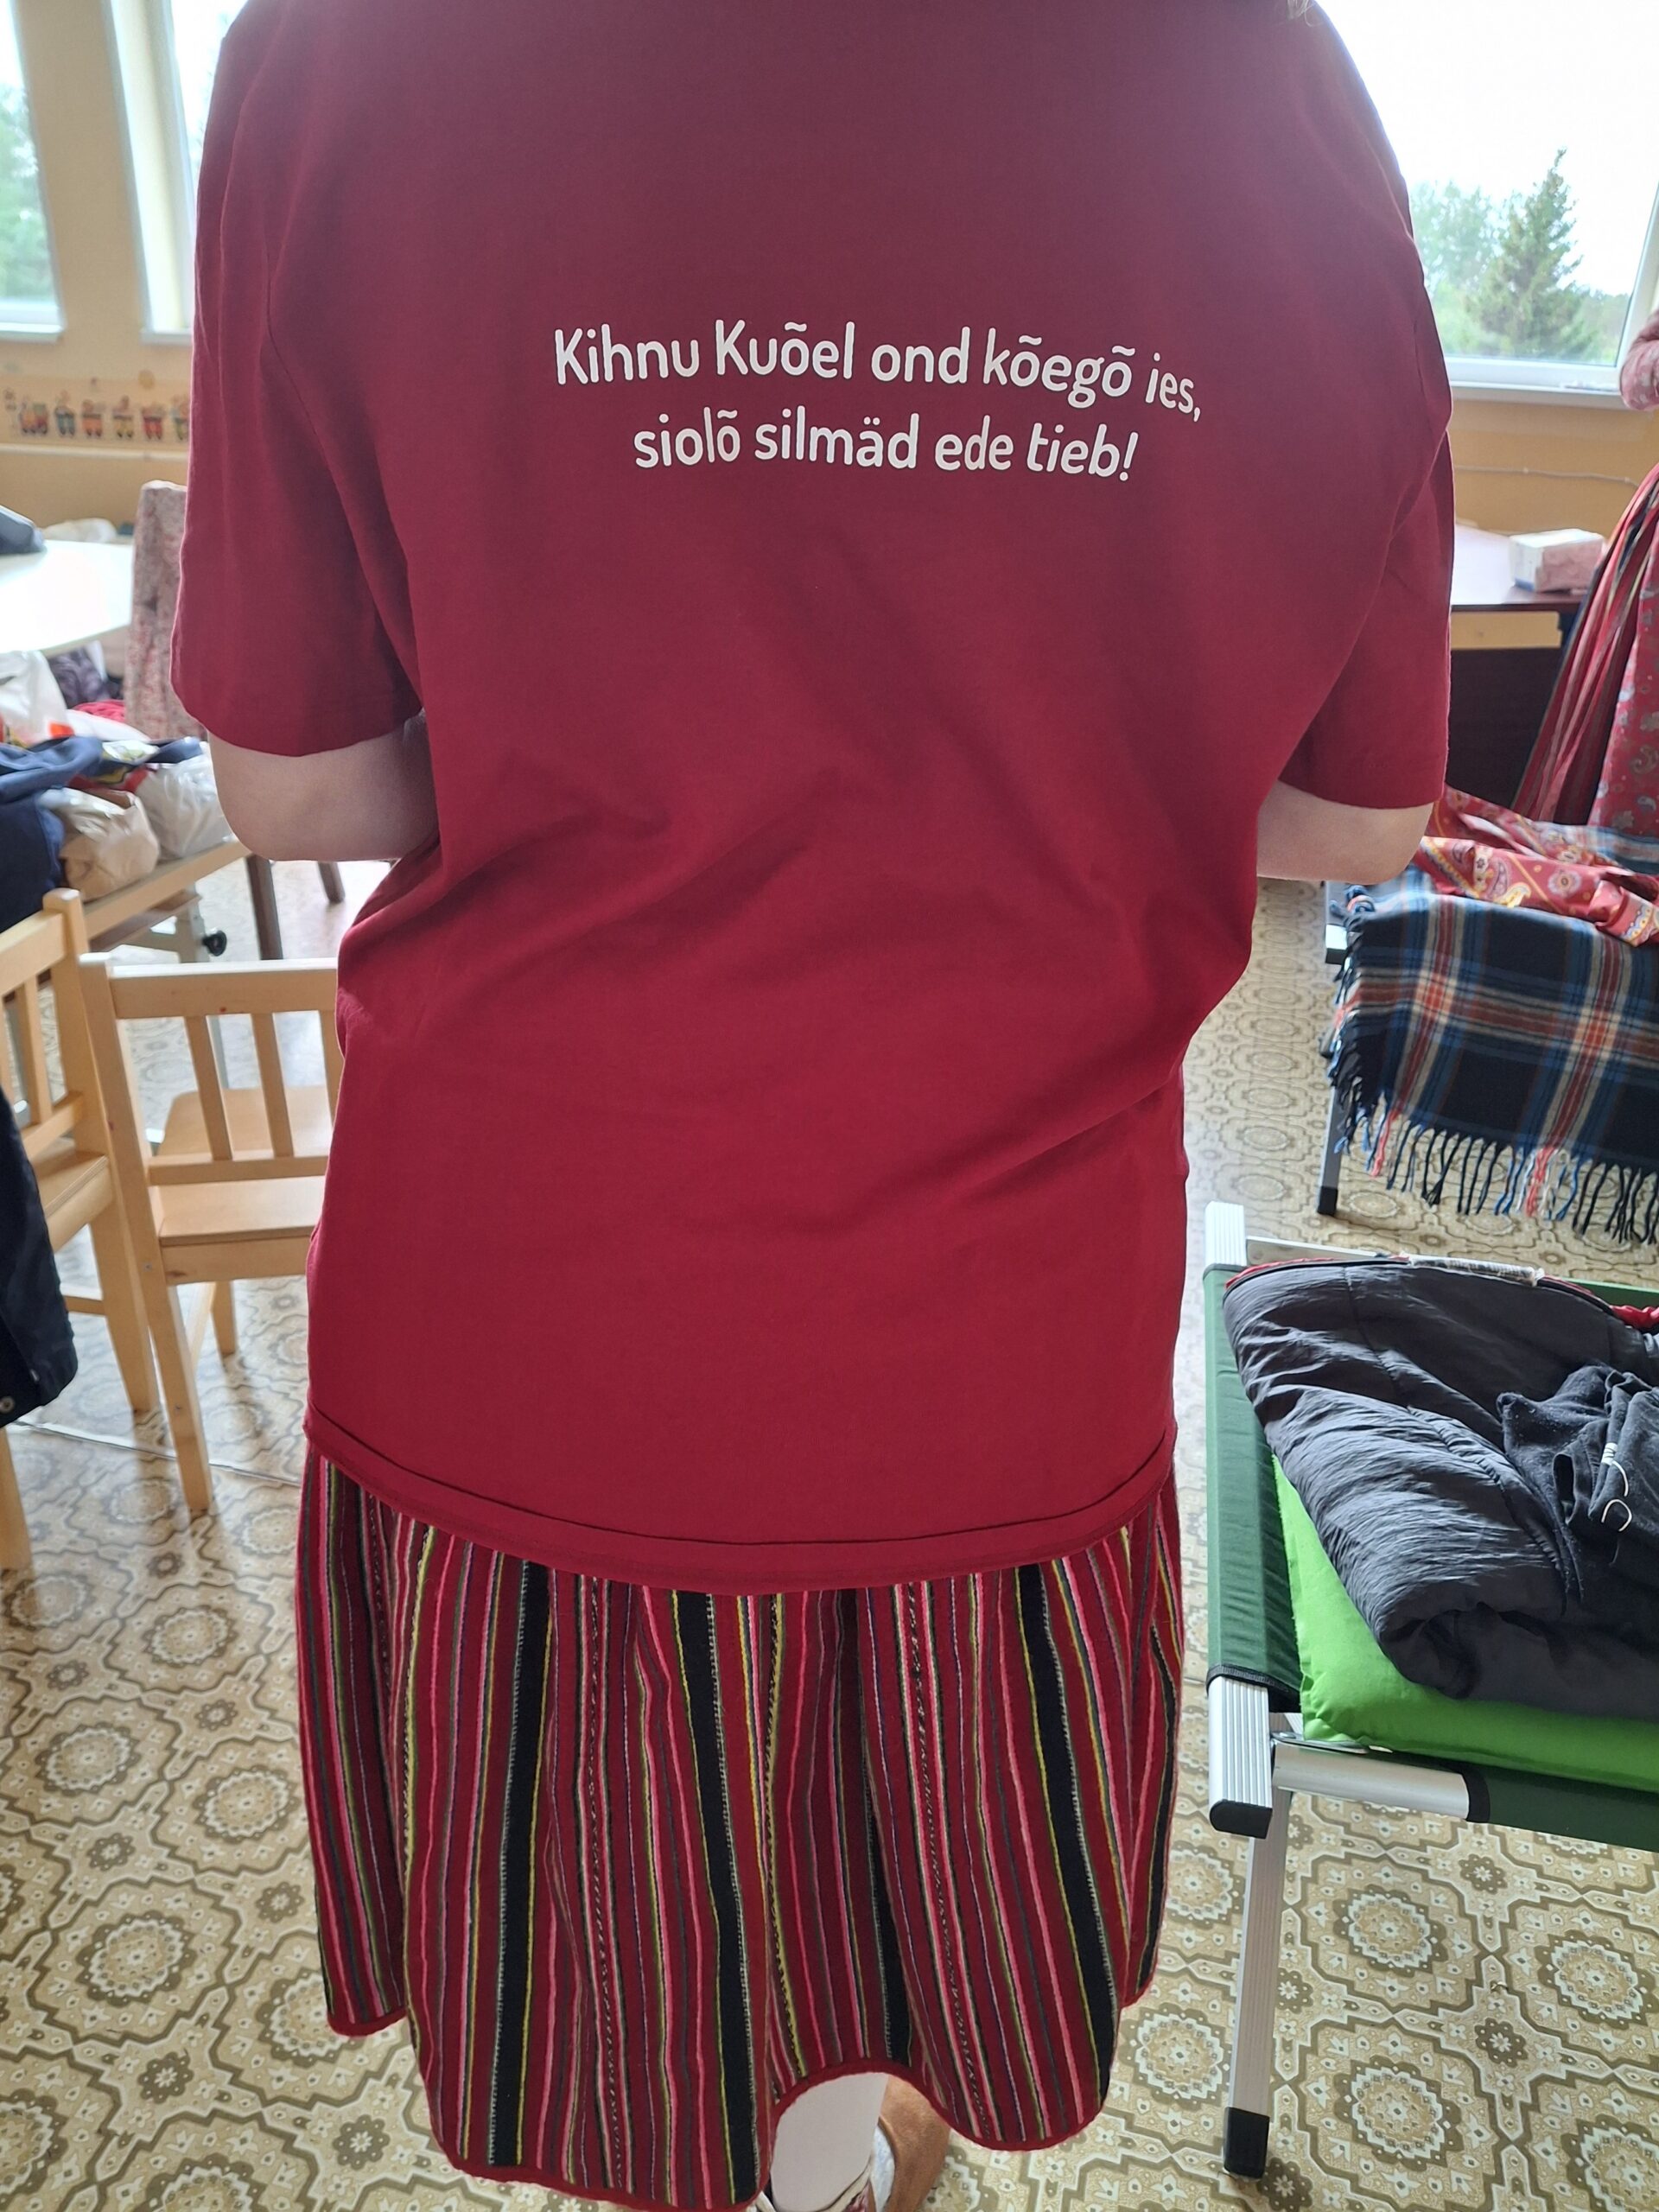 Kihnu Kuõel ond kõegõ ies,
siolõ silmäd ede tieb!